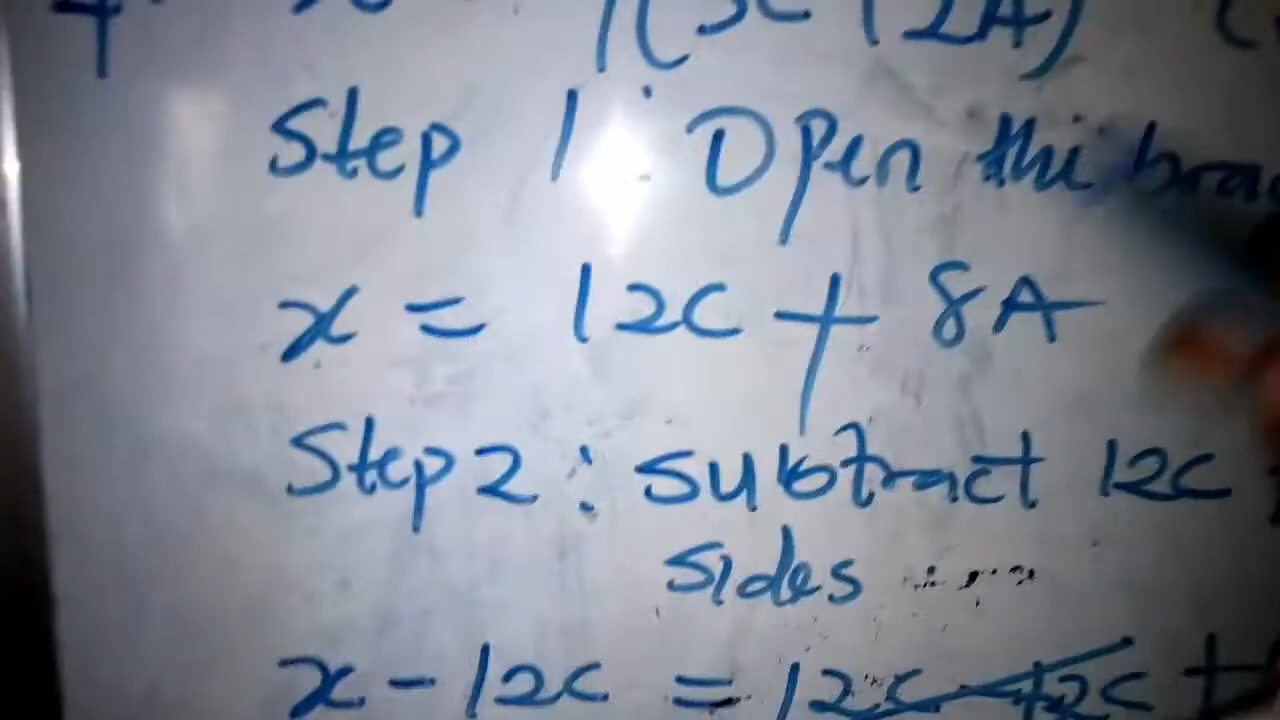 Step 1: Open the
x = 12C + 8A
Step 2: subtract 12C
sides
x - 12C = 12C - 12C +